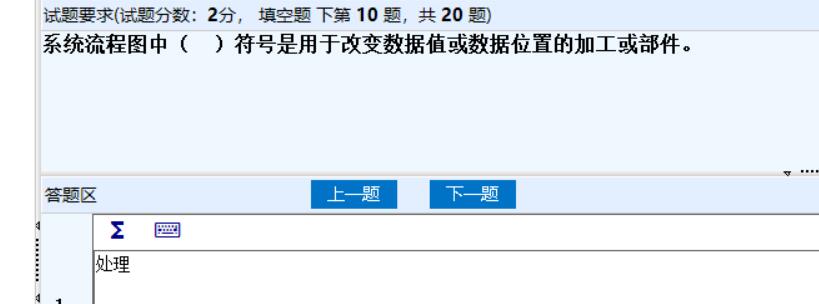 试题要求(试题分数：2分， 填空题 下第 10 题，共 20 题)
系统流程图中（　）符号是用于改变数据值或数据位置的加工或部件。
答题区 上一题 下一题
Σ
处理
1